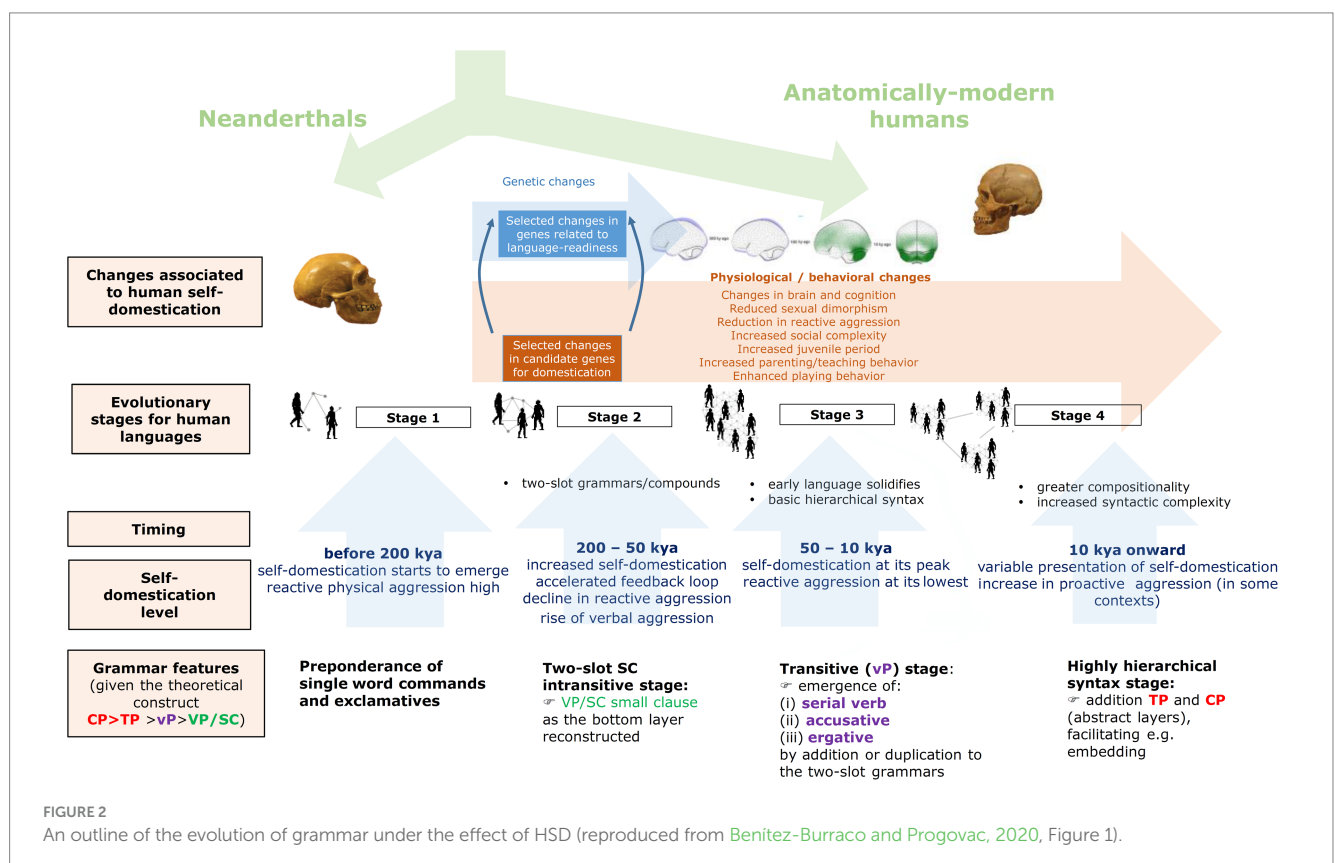 Neanderthals
Anatomically-modern
humans
Genetic changes
Selected changes in
genes related to
language-readiness
Changes associated
to human self-
domestication
Physiological / behavioral changes
Changes in brain and cognition
Reduced sexual dimorphism
Reduction in reactive aggression
Increased social complexity
Increased juvenile period
Increased parenting/teaching behavior
Enhanced playing behavior
Selected changes
in candidate genes
for domestication
Evolutionary
stages for human
languages
Stage 1
Stage 2
Stage 3
Stage 4
• two-slot grammars/compounds
• early language solidifies
• basic hierarchical syntax
• greater compositionality
• increased syntactic complexity
Timing
before 200 kya
200 – 50 kya
50 – 10 kya
10 kya onward
Self-
domestication
level
self-domestication starts to emerge
reactive physical aggression high
increased self-domestication
accelerated feedback loop
decline in reactive aggression
rise of verbal aggression
self-domestication at its peak
reactive aggression at its lowest
variable presentation of self-domestication
increase in proactive aggression (in some
contexts)
Grammar features
(given the theoretical
construct
CP>TP >vP>VP/SC)
Preponderance of
single word commands
and exclamatives
Two-slot SC
intransitive stage:
☞ VP/SC small clause
as the bottom layer
reconstructed
Transitive (vP) stage:
☞ emergence of:
(i) serial verb
(ii) accusative
(iii) ergative
by addition or duplication to
the two-slot grammars
Highly hierarchical
syntax stage:
☞ addition TP and CP
(abstract layers),
facilitating e.g.
embedding
FIGURE 2
An outline of the evolution of grammar under the effect of HSD (reproduced from Benítez-Burraco and Progovac, 2020, Figure 1).